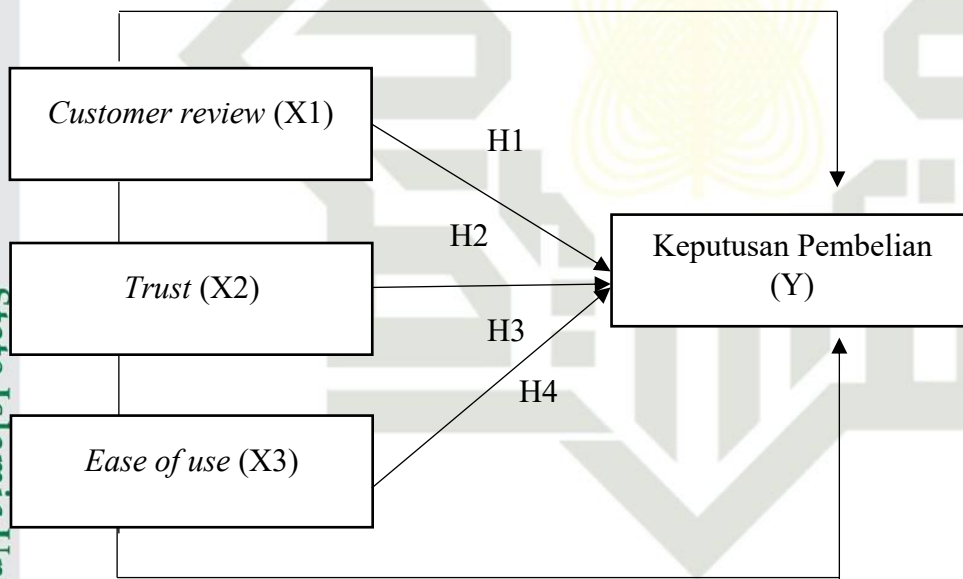 Customer review (X1)
H1
H2
Keputusan Pembelian
(Y)
Trust (X2)
H3
H4
Ease of use (X3)